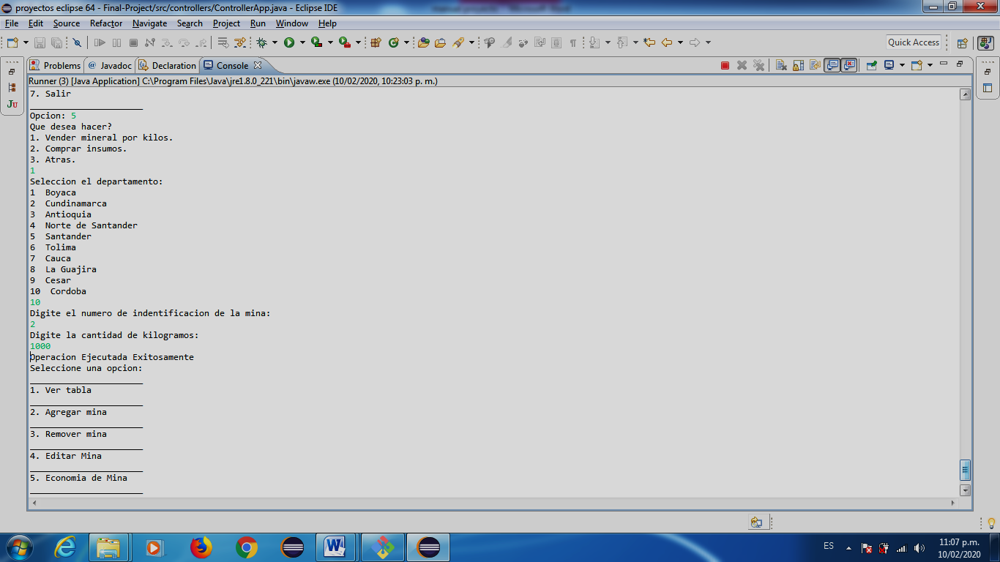 proyectos eclipse 64 - Final-Project/src/controllers/ControllerApp.java - Eclipse IDE
File Edit Source Refactor Navigate Search Project Run Window Help
Quick Access
Problems @ Javadoc Declaration Console
Runner (3) [Java Application] C:\Program Files\Java\jre1.8.0_221\bin\javaw.exe (10/02/2020, 10:23:03 p. m.)
7. Salir
______________________
Opcion: 5
Que desea hacer?
1. Vender mineral por kilos.
2. Comprar insumos.
3. Atras.
1
Seleccion el departamento:
1  Boyaca
2  Cundinamarca
3  Antioquia
4  Norte de Santander
5  Santander
6  Tolima
7  Cauca
8  La Guajira
9  Cesar
10  Cordoba
10
Digite el numero de indentificacion de la mina:
2
Digite la cantidad de kilogramos:
1000
Operacion Ejecutada Exitosamente
Seleccione una opcion:
______________________
1. Ver tabla
______________________
2. Agregar mina
______________________
3. Remover mina
______________________
4. Editar Mina
______________________
5. Economia de Mina
______________________
ES
11:07 p.m.
10/02/2020